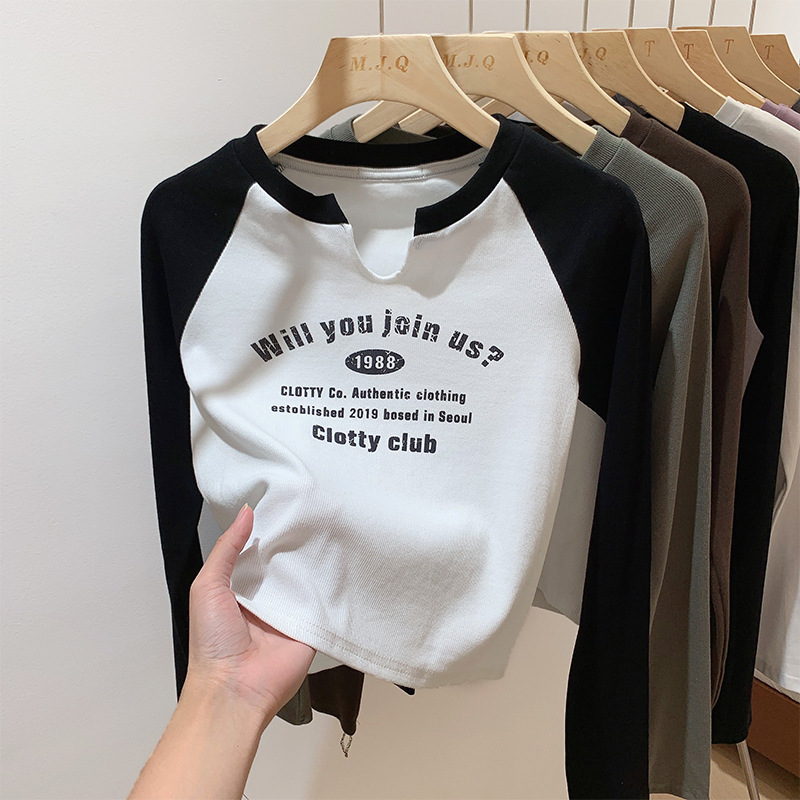 M.J.Q
M.J.Q
J.Q
J.Q
T
T
T
T
Will you join us?
1988
CLOTTY Co. Authentic clothing
established 2019 bosed in Seoul
Clotty club